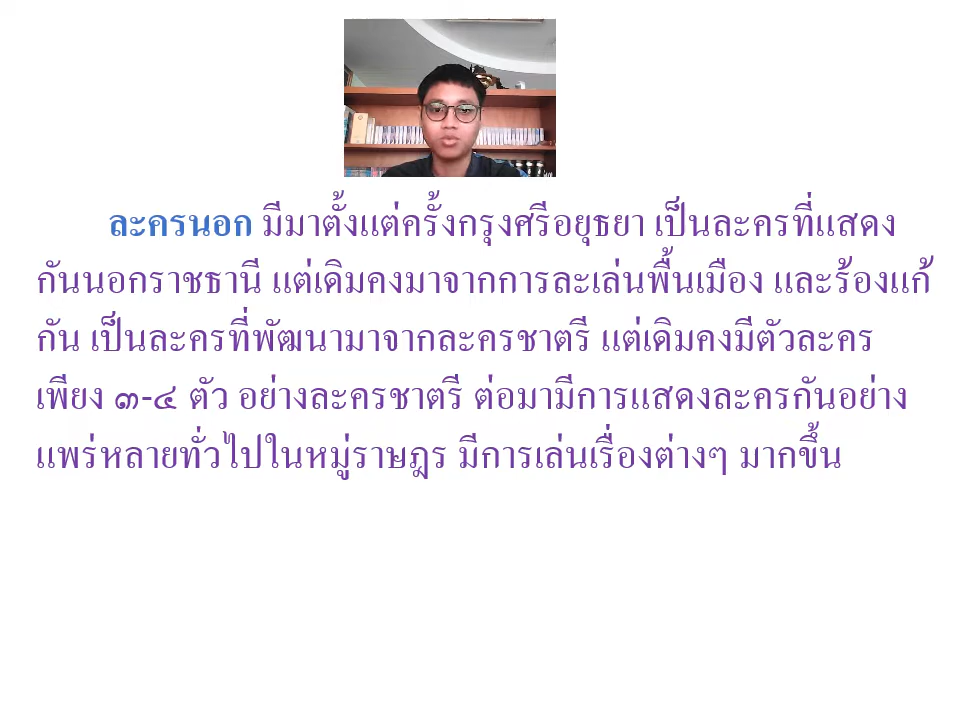 ละครนอก มีมาตั้งแต่ครั้งกรุงศรีอยุธยา เป็นละครที่แสดง
กันนอกราชธานี แต่เดิมคงมาจากการละเล่นพื้นเมือง และร้องแก้
กัน เป็นละครที่พัฒนามาจากละครชาตรี แต่เดิมคงมีตัวละคร
เพียง ๓-๔ ตัว อย่างละครชาตรี ต่อมามีการแสดงละครกันอย่าง
แพร่หลายทั่วไปในหมู่ราษฎร มีการเล่นเรื่องต่างๆ มากขึ้น